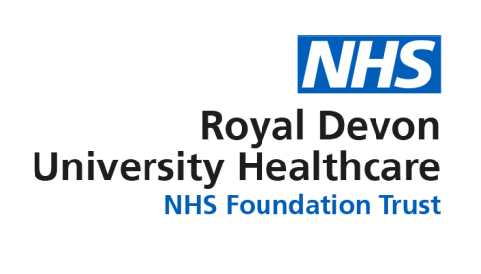 NHS
Royal Devon
University Healthcare
NHS Foundation Trust